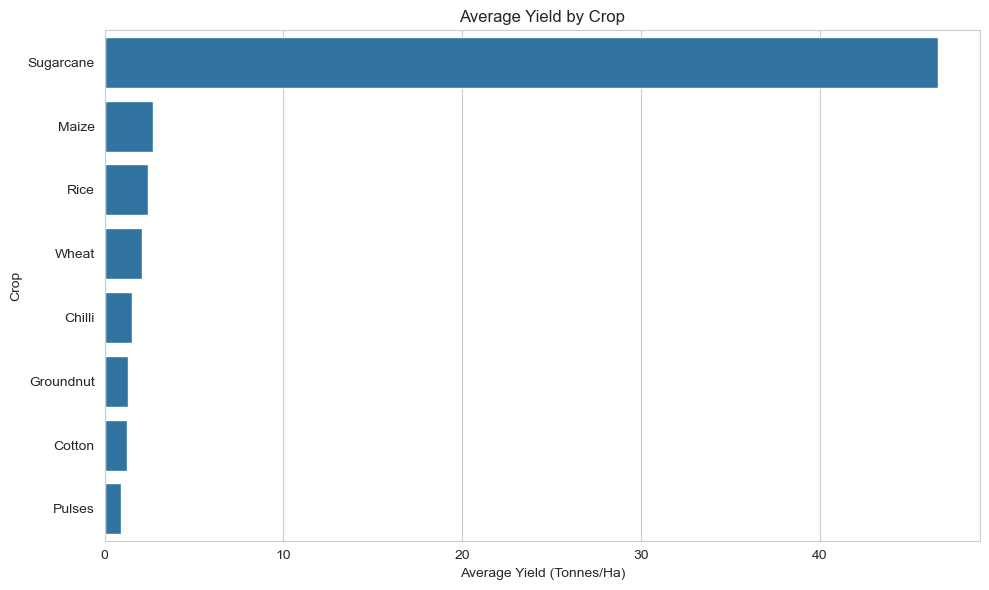 Average Yield by Crop
Crop
Sugarcane
Maize
Rice
Wheat
Chilli
Groundnut
Cotton
Pulses
0 10 20 30 40
Average Yield (Tonnes/Ha)